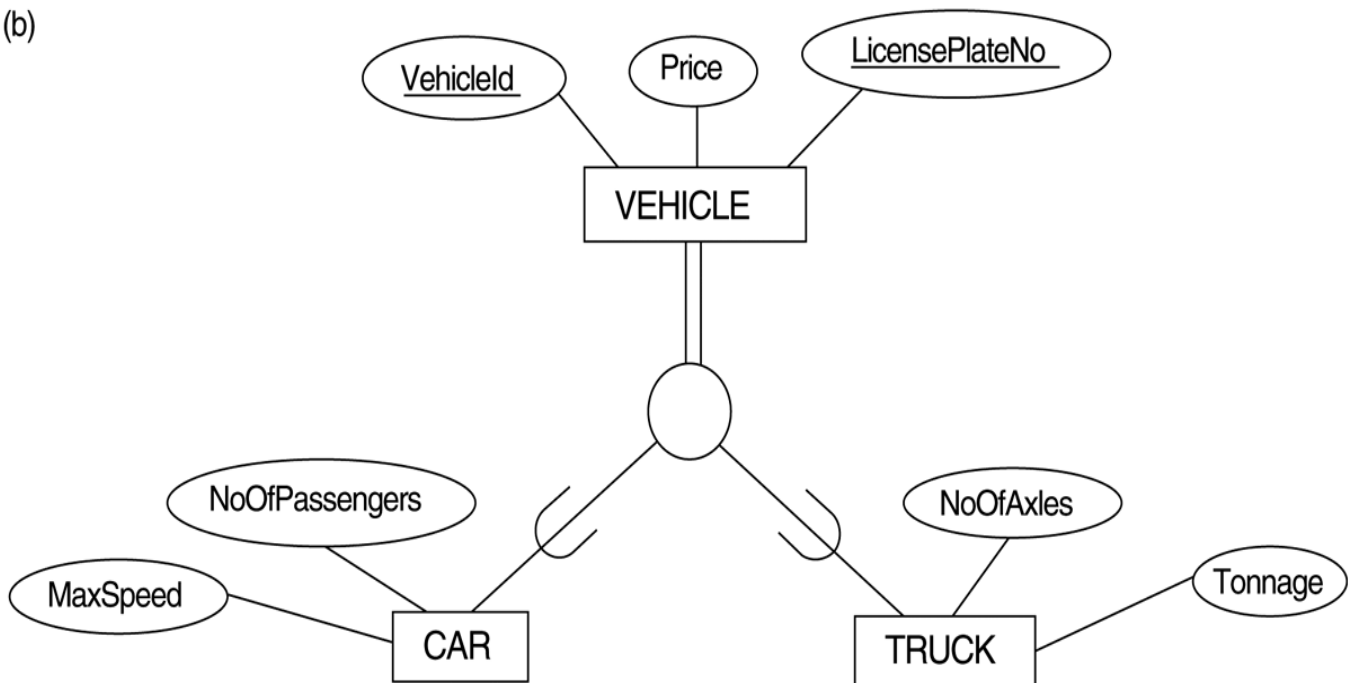 (b)
VehicleId
Price
LicensePlateNo
VEHICLE
NoOfPassengers
NoOfAxles
MaxSpeed
Tonnage
CAR
TRUCK